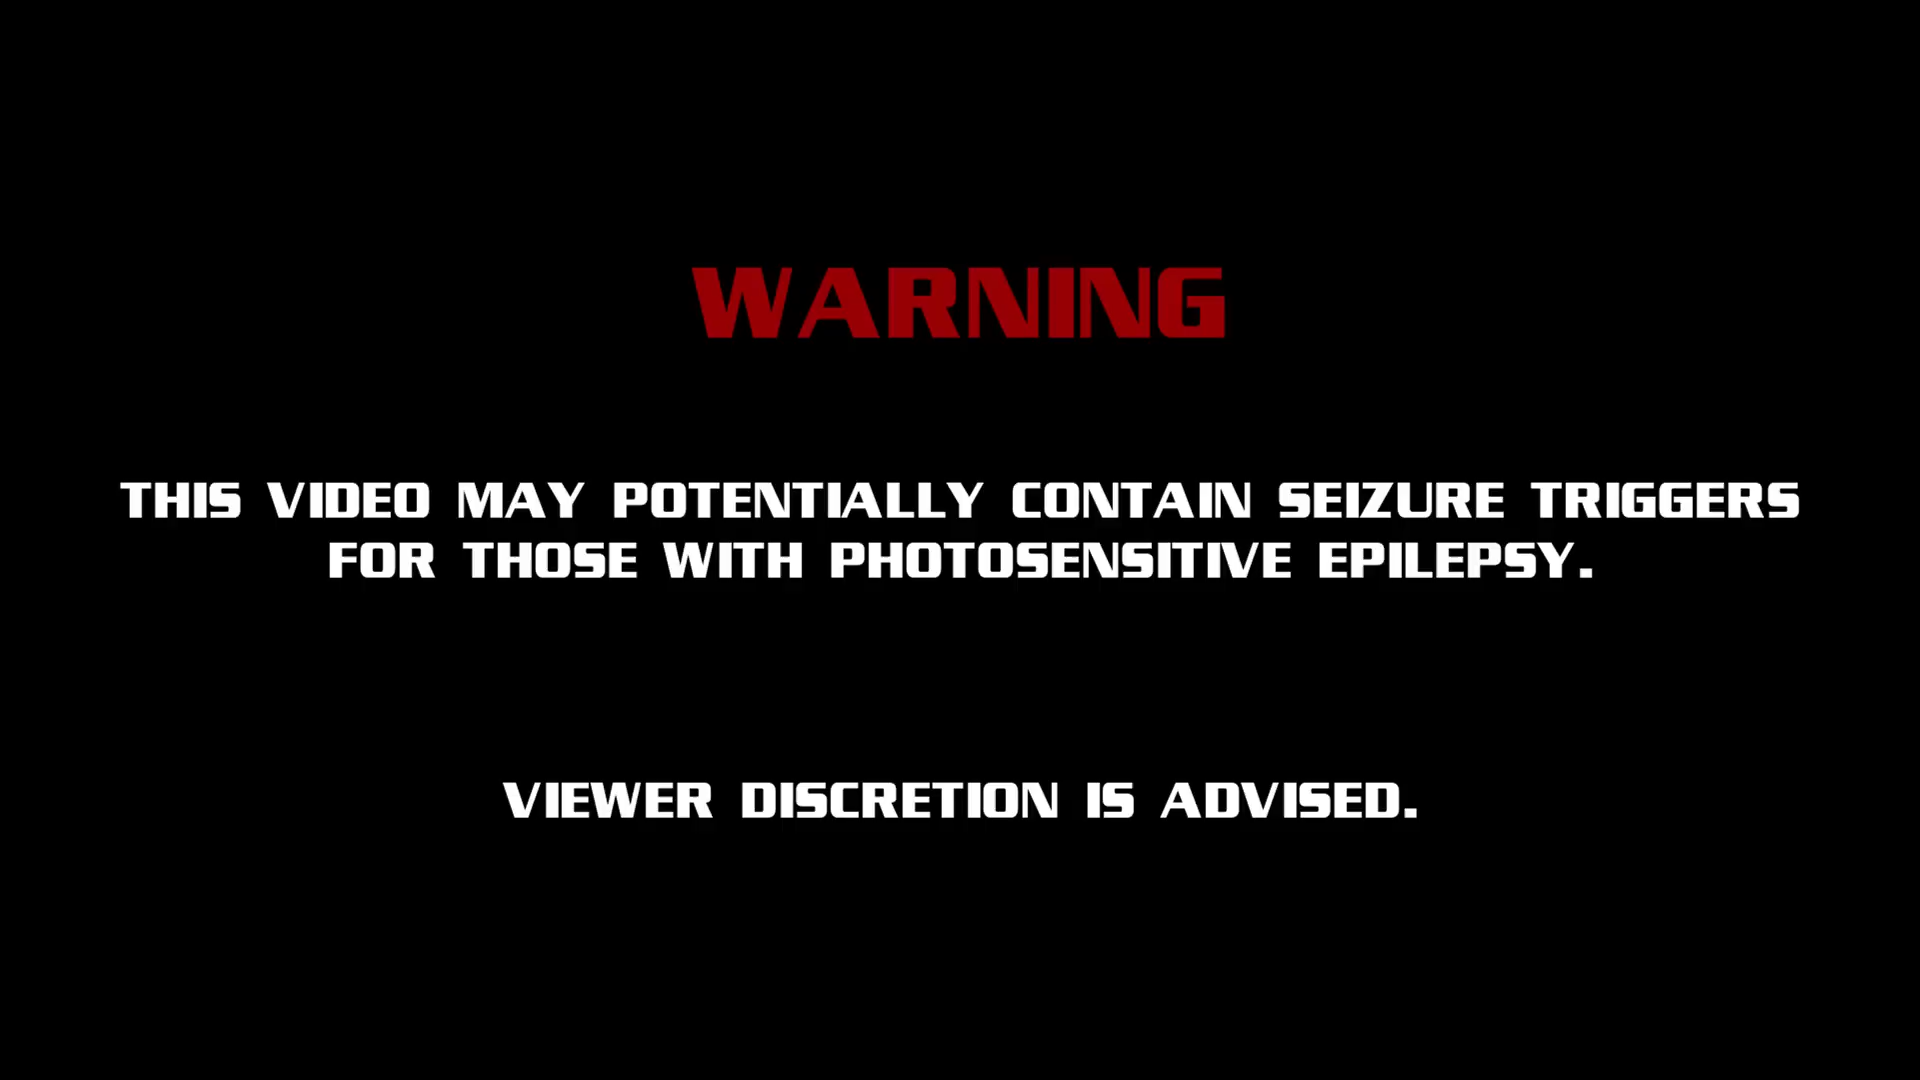 WARNING
THIS VIDEO MAY POTENTIALLY CONTAIN SEIZURE TRIGGERS
FOR THOSE WITH PHOTOSENSITIVE EPILEPSY.
VIEWER DISCRETION IS ADVISED.